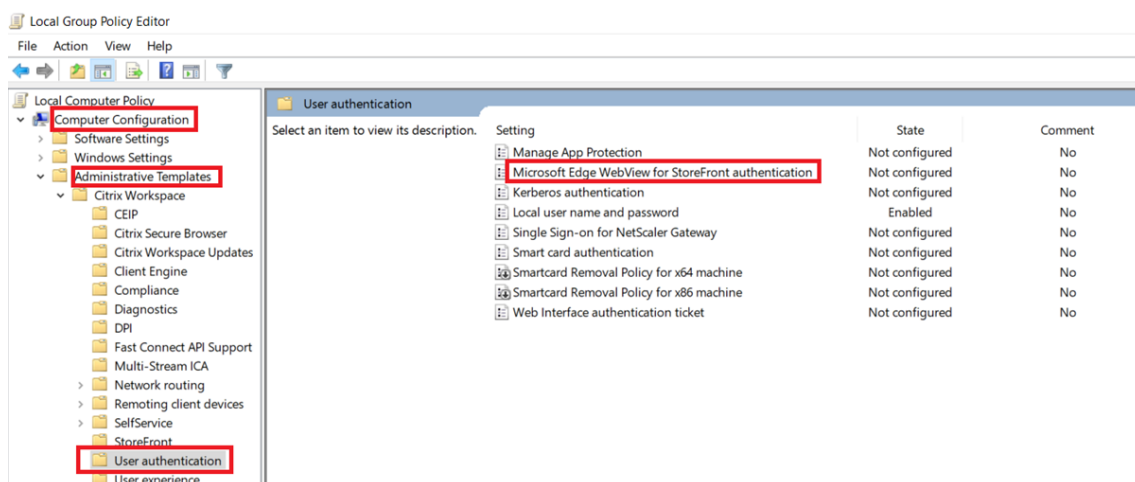 Local Group Policy Editor
File Action View Help
Local Computer Policy
Computer Configuration
Software Settings
Windows Settings
Administrative Templates
Citrix Workspace
CEIP
Citrix Secure Browser
Citrix Workspace Updates
Client Engine
Compliance
Diagnostics
DPI
Fast Connect API Support
Multi-Stream ICA
Network routing
Remoting client devices
SelfService
StoreFront
User authentication
User experience
User authentication
Select an item to view its description.
Setting State Comment
Manage App Protection Not configured No
Microsoft Edge WebView for StoreFront authentication Not configured No
Kerberos authentication Not configured No
Local user name and password Enabled No
Single Sign-on for NetScaler Gateway Not configured No
Smart card authentication Not configured No
Smartcard Removal Policy for x64 machine Not configured No
Smartcard Removal Policy for x86 machine Not configured No
Web Interface authentication ticket Not configured No